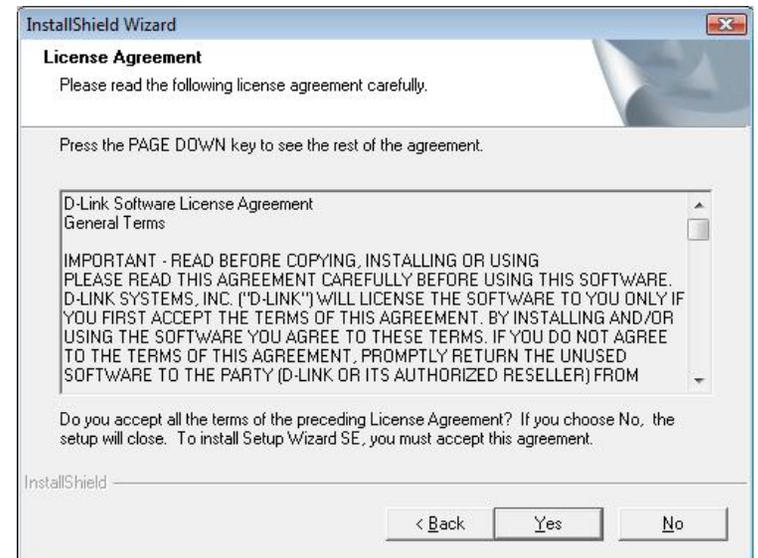 InstallShield Wizard
License Agreement
Please read the following license agreement carefully.
Press the PAGE DOWN key to see the rest of the agreement.
D-Link Software License Agreement
General Terms
IMPORTANT - READ BEFORE COPYING, INSTALLING OR USING
PLEASE READ THIS AGREEMENT CAREFULLY BEFORE USING THIS SOFTWARE.
D-LINK SYSTEMS, INC. ("D-LINK") WILL LICENSE THE SOFTWARE TO YOU ONLY IF
YOU FIRST ACCEPT THE TERMS OF THIS AGREEMENT. BY INSTALLING AND/OR
USING THE SOFTWARE YOU AGREE TO THESE TERMS. IF YOU DO NOT AGREE
TO THE TERMS OF THIS AGREEMENT, PROMPTLY RETURN THE UNUSED
SOFTWARE TO THE PARTY (D-LINK OR ITS AUTHORIZED RESELLER) FROM
Do you accept all the terms of the preceding License Agreement? If you choose No, the
setup will close. To install Setup Wizard SE, you must accept this agreement.
InstallShield
< Back Yes No